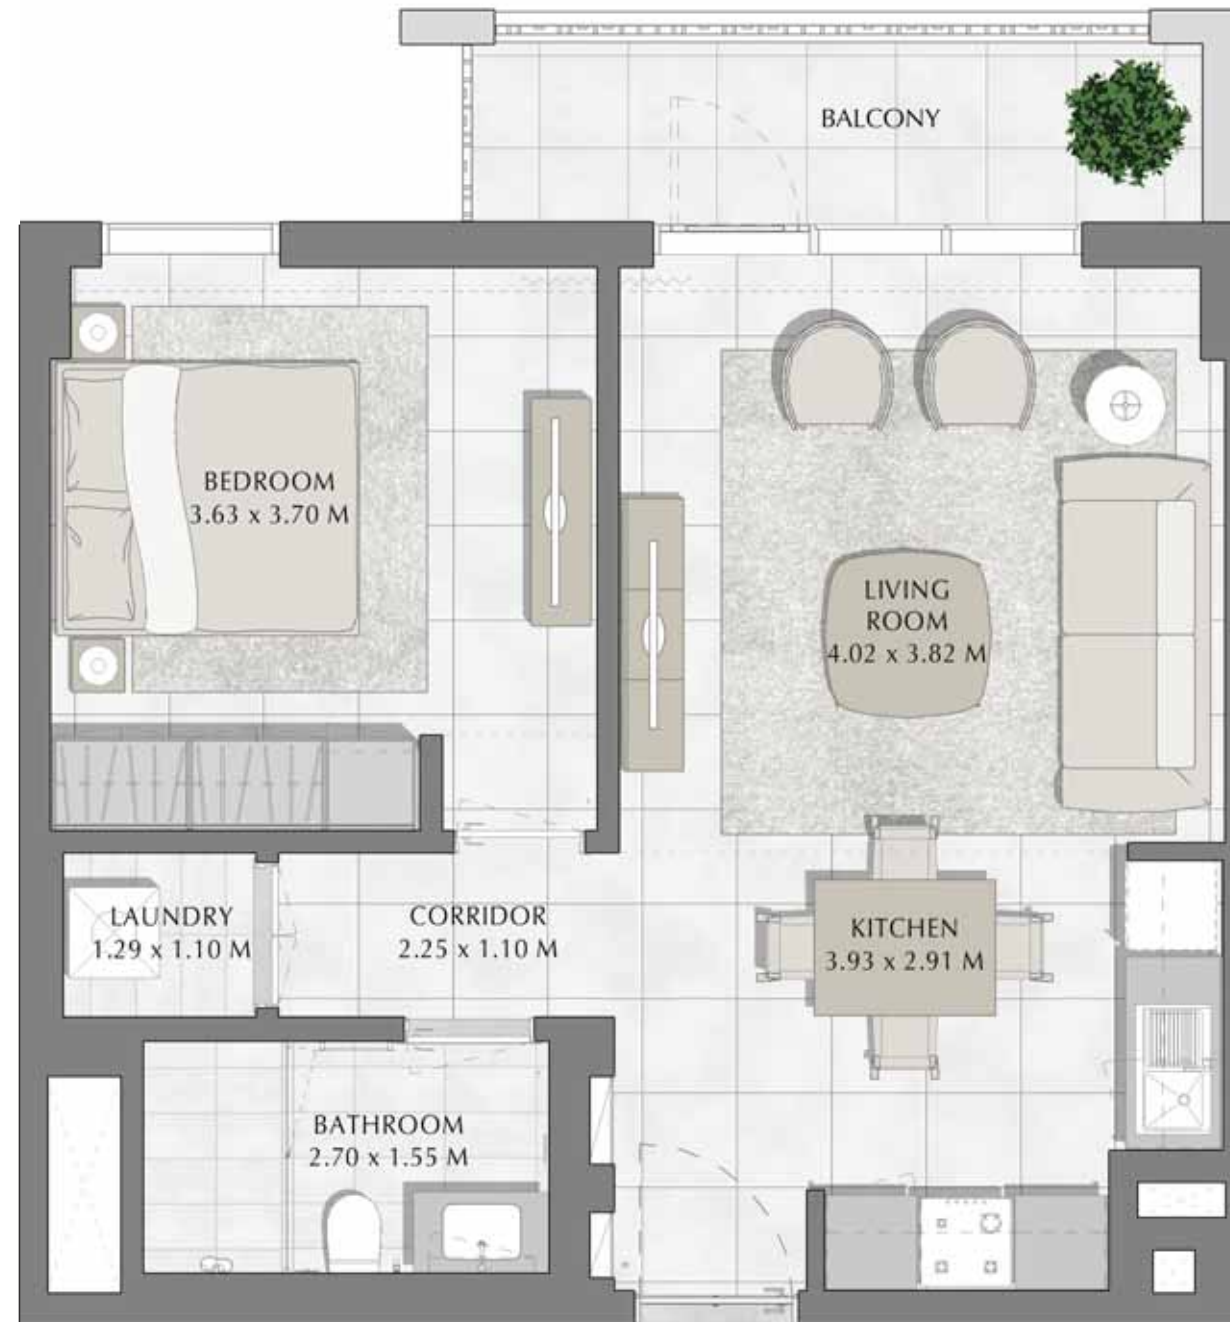 BALCONY
BEDROOM
3.63 x 3.70 M
LIVING
ROOM
4.02 x 3.82 M
LAUNDRY
1.29 x 1.10 M
CORRIDOR
2.25 x 1.10 M
KITCHEN
3.93 x 2.91 M
BATHROOM
2.70 x 1.55 M